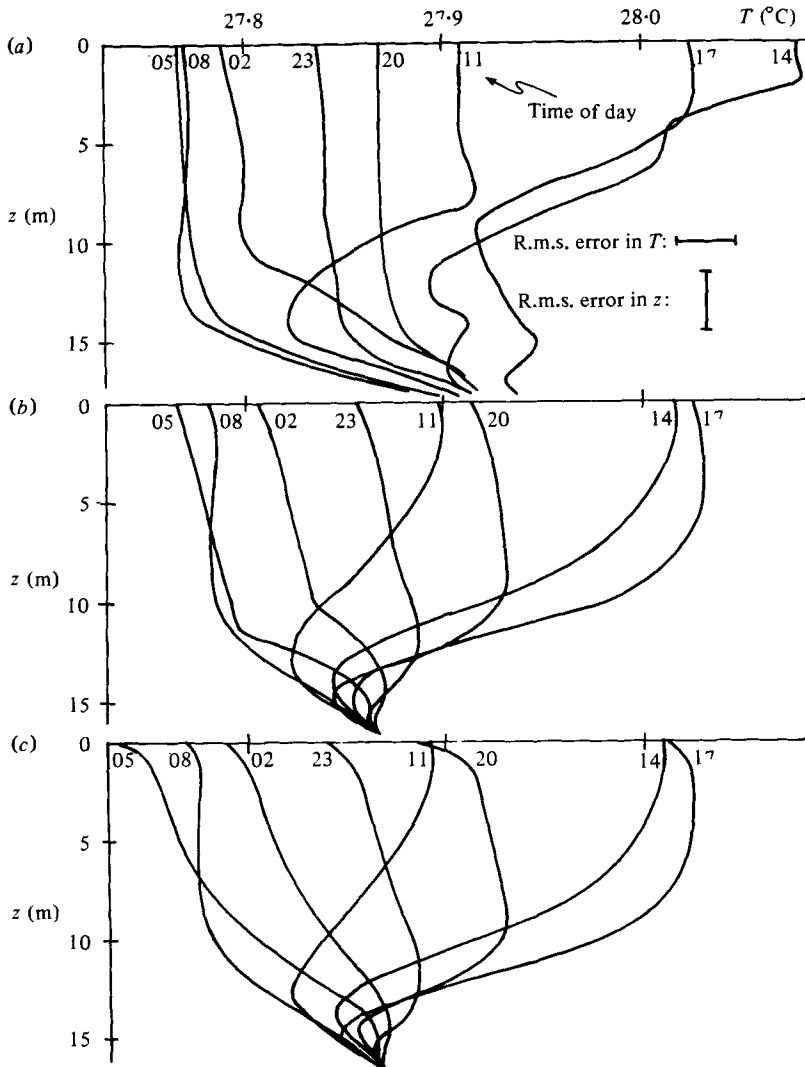 27·8 27·9 28·0 T (°C)
(a) 0
05 08 02 23 20 11 17 14
Time of day
5
z (m)
10
R.m.s. error in T:
R.m.s. error in z:
15
(b) 0
05 08 02 23 11 20 14 17
5
z (m)
10
15
(c) 0
05 08 02 23 11 20 14 17
5
z (m)
10
15